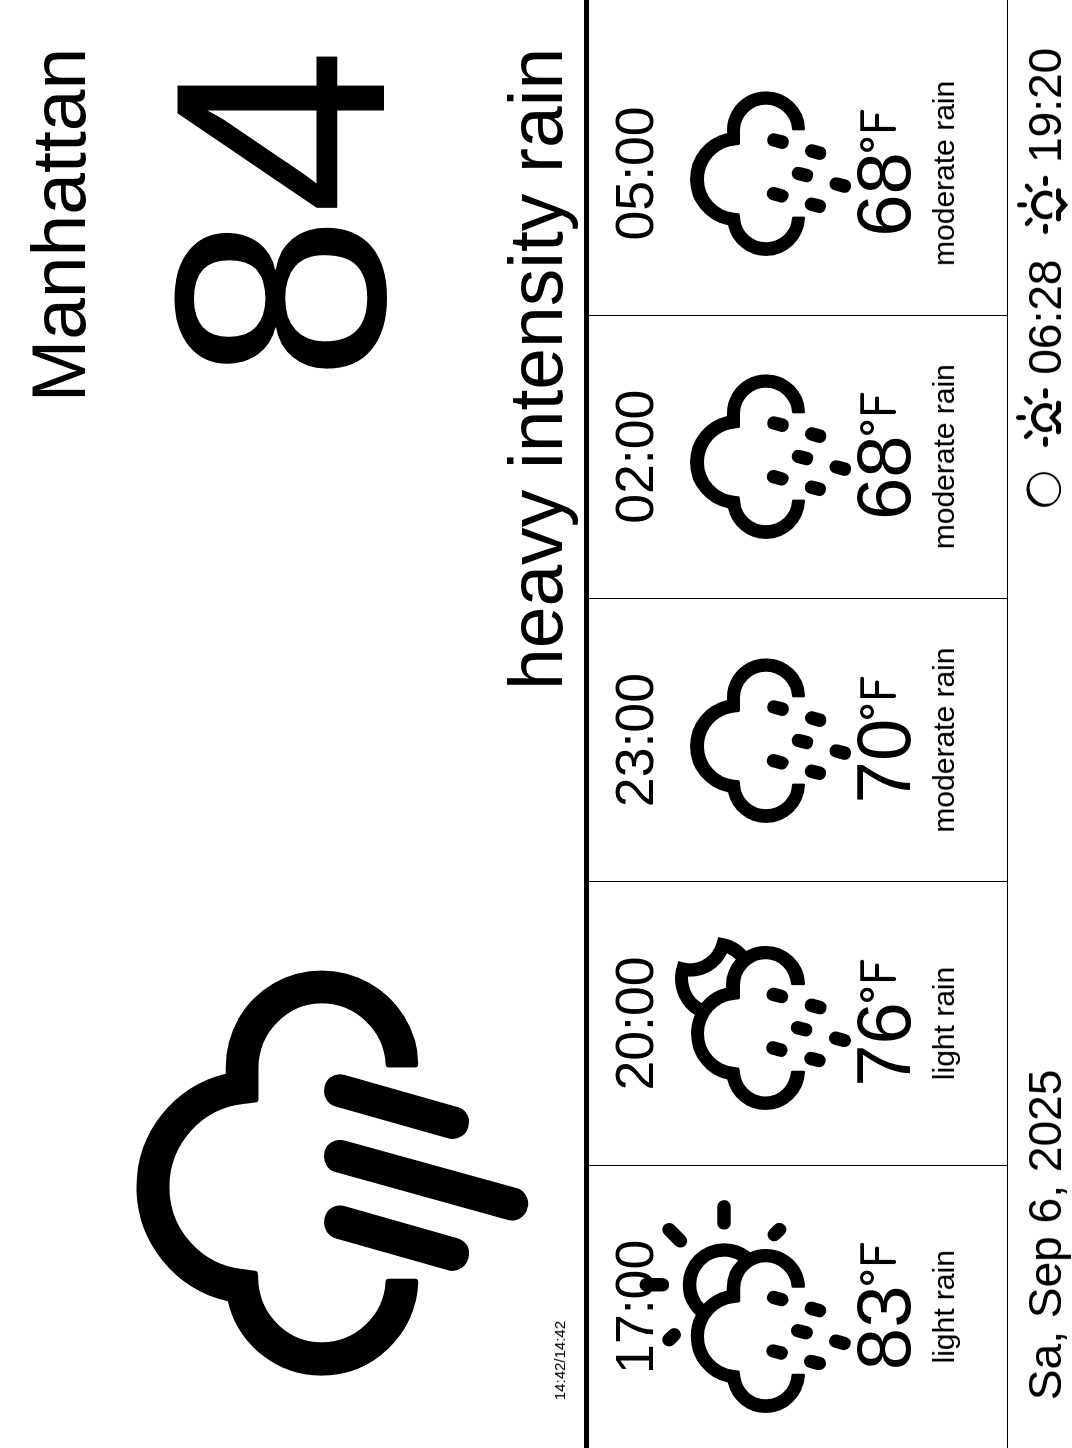 Manhattan
84
heavy intensity rain
14:42/14:42
17:00
83°F
light rain
20:00
76°F
light rain
23:00
70°F
moderate rain
02:00
68°F
moderate rain
05:00
68°F
moderate rain
Sa, Sep 6, 2025
06:28
19:20